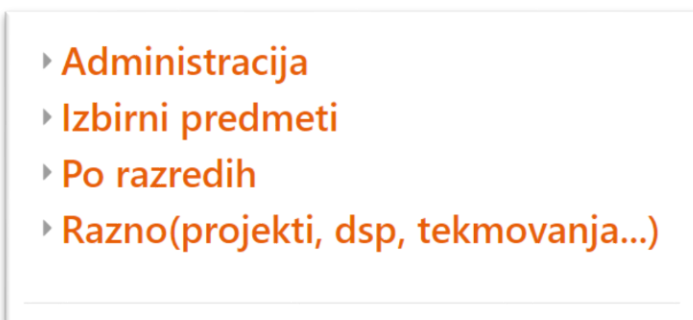 Administracija
Izbirni predmeti
Po razredih
Razno(projekti, dsp, tekmovanja...)